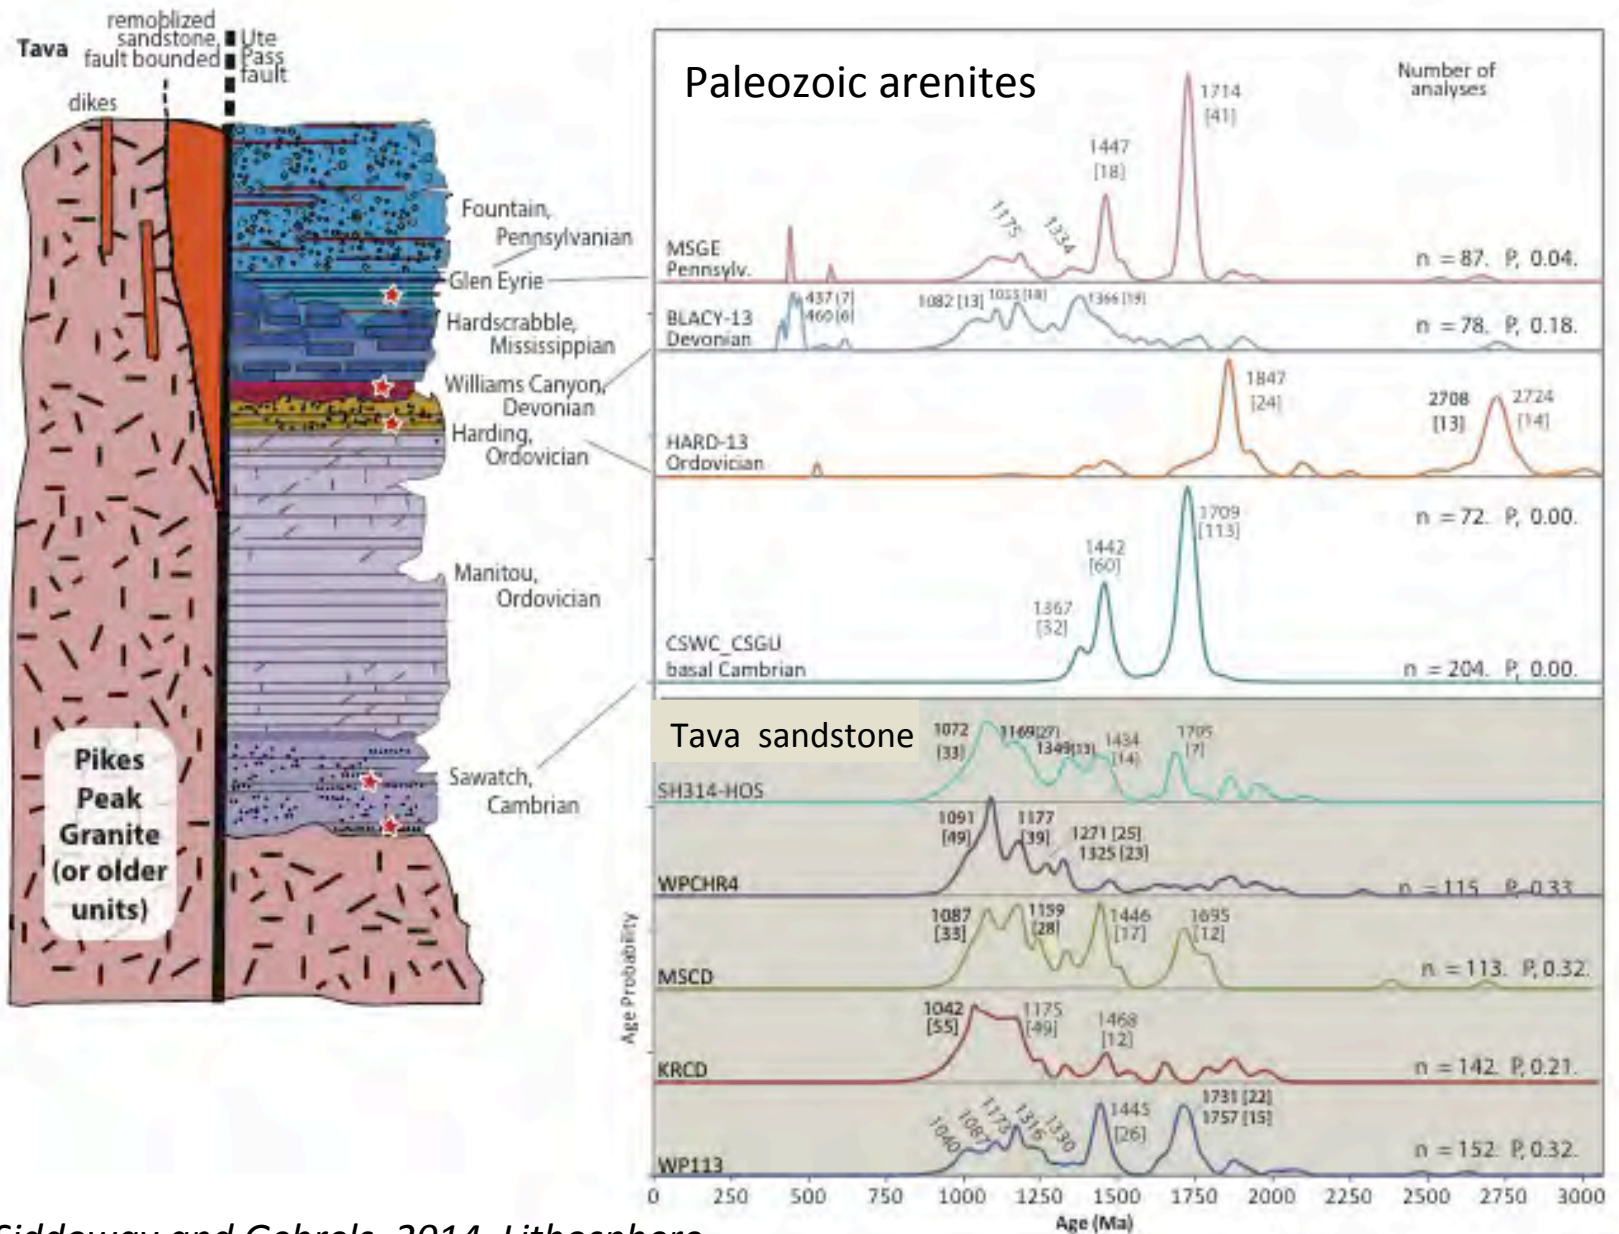 Tava
remoblized
sandstone,
fault bounded
Ute
Pass
fault
dikes
Fountain,
Pennsylvanian
Glen Eyrie
Hardscrabble,
Mississippian
Williams Canyon,
Devonian
Harding,
Ordovician
Manitou,
Ordovician
Sawatch,
Cambrian
Pikes
Peak
Granite
(or older
units)
Paleozoic arenites
Number of
analyses
1714
[41]
1447
[18]
1175
1334
MSGE
Pennsylv.
n = 87. P, 0.04.
437 (7)
460 (6)
1082 [13]
[18]
1366 [19]
BLACY-13
Devonian
n = 78. P, 0.18.
1847
[24]
2708
[13]
2724
[14]
HARD-13
Ordovician
n = 72. P, 0.00.
1709
[113]
1442
[60]
1367
[32]
CSWC_CSGU
basal Cambrian
n = 204. P, 0.00.
Tava sandstone
1072
[33]
1169[27]
1349[13]
1434
[14]
1705
[7]
SH314-HOS
1091
[49]
1177
[39]
1271 [25]
1325 [23]
WPCHR4
n = 115 P, 0.33
1087
[33]
1159
[28]
1446
[17]
1695
[12]
MSCD
n = 113. P, 0.32.
1042
[55]
1175
[49]
1468
[12]
KRCD
n = 142. P, 0.21.
1040
1087
1173
1316
1330
1445
[26]
1731 [22]
1757 [15]
WP113
n = 152. P, 0.32.
Age Probability
0 250 500 750 1000 1250 1500 1750 2000 2250 2500 2750 3000
Age (Ma)
Siddoway and Gehrels, 2014, Lithosphere